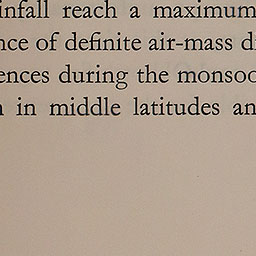 infall reach a maximum
nce of definite air-mass di
ences during the monsoo
n in middle latitudes an